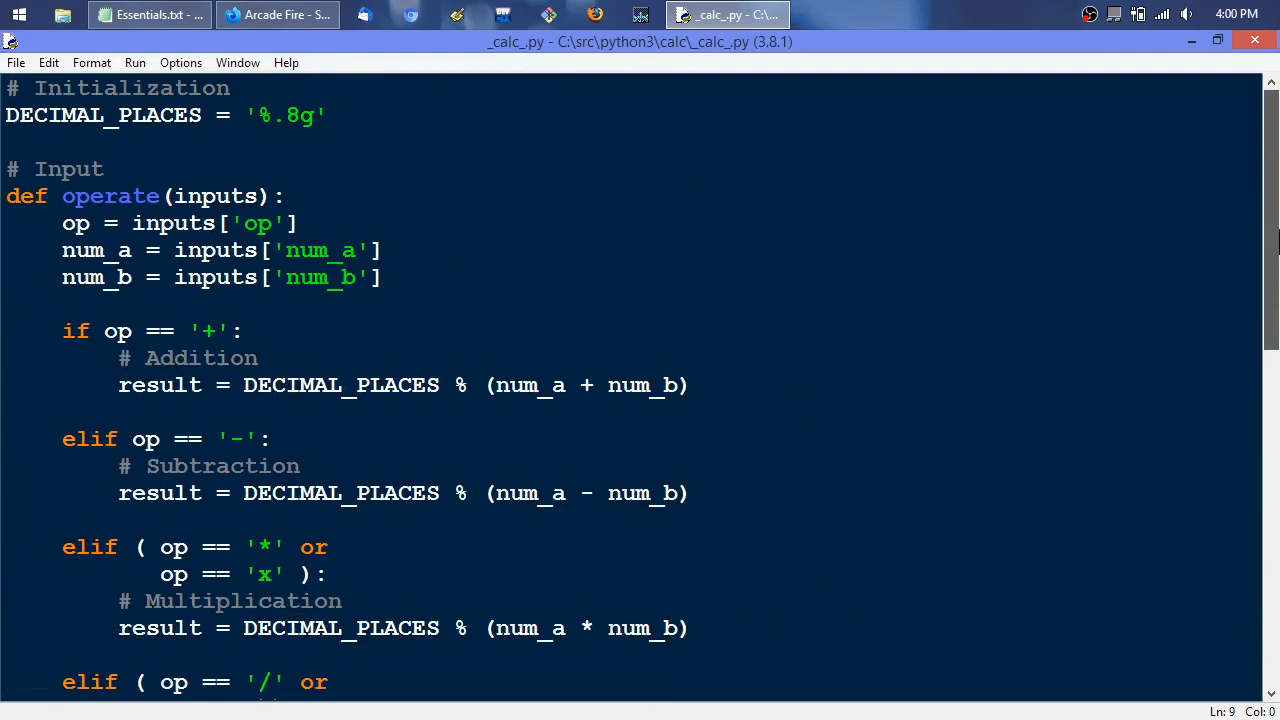 Essentials.txt - ...
Arcade Fire - S...
_calc_.py - C:\...
4:00 PM
_calc_.py - C:\src\python3\calc\_calc_.py (3.8.1)
File Edit Format Run Options Window Help
# Initialization
DECIMAL_PLACES = '%.8g'
# Input
def operate(inputs):
    op = inputs['op']
    num_a = inputs['num_a']
    num_b = inputs['num_b']
    if op == '+':
        # Addition
        result = DECIMAL_PLACES % (num_a + num_b)
    elif op == '-':
        # Subtraction
        result = DECIMAL_PLACES % (num_a - num_b)
    elif ( op == '*' or
           op == 'x' ):
        # Multiplication
        result = DECIMAL_PLACES % (num_a * num_b)
    elif ( op == '/' or
Ln: 9 Col: 0